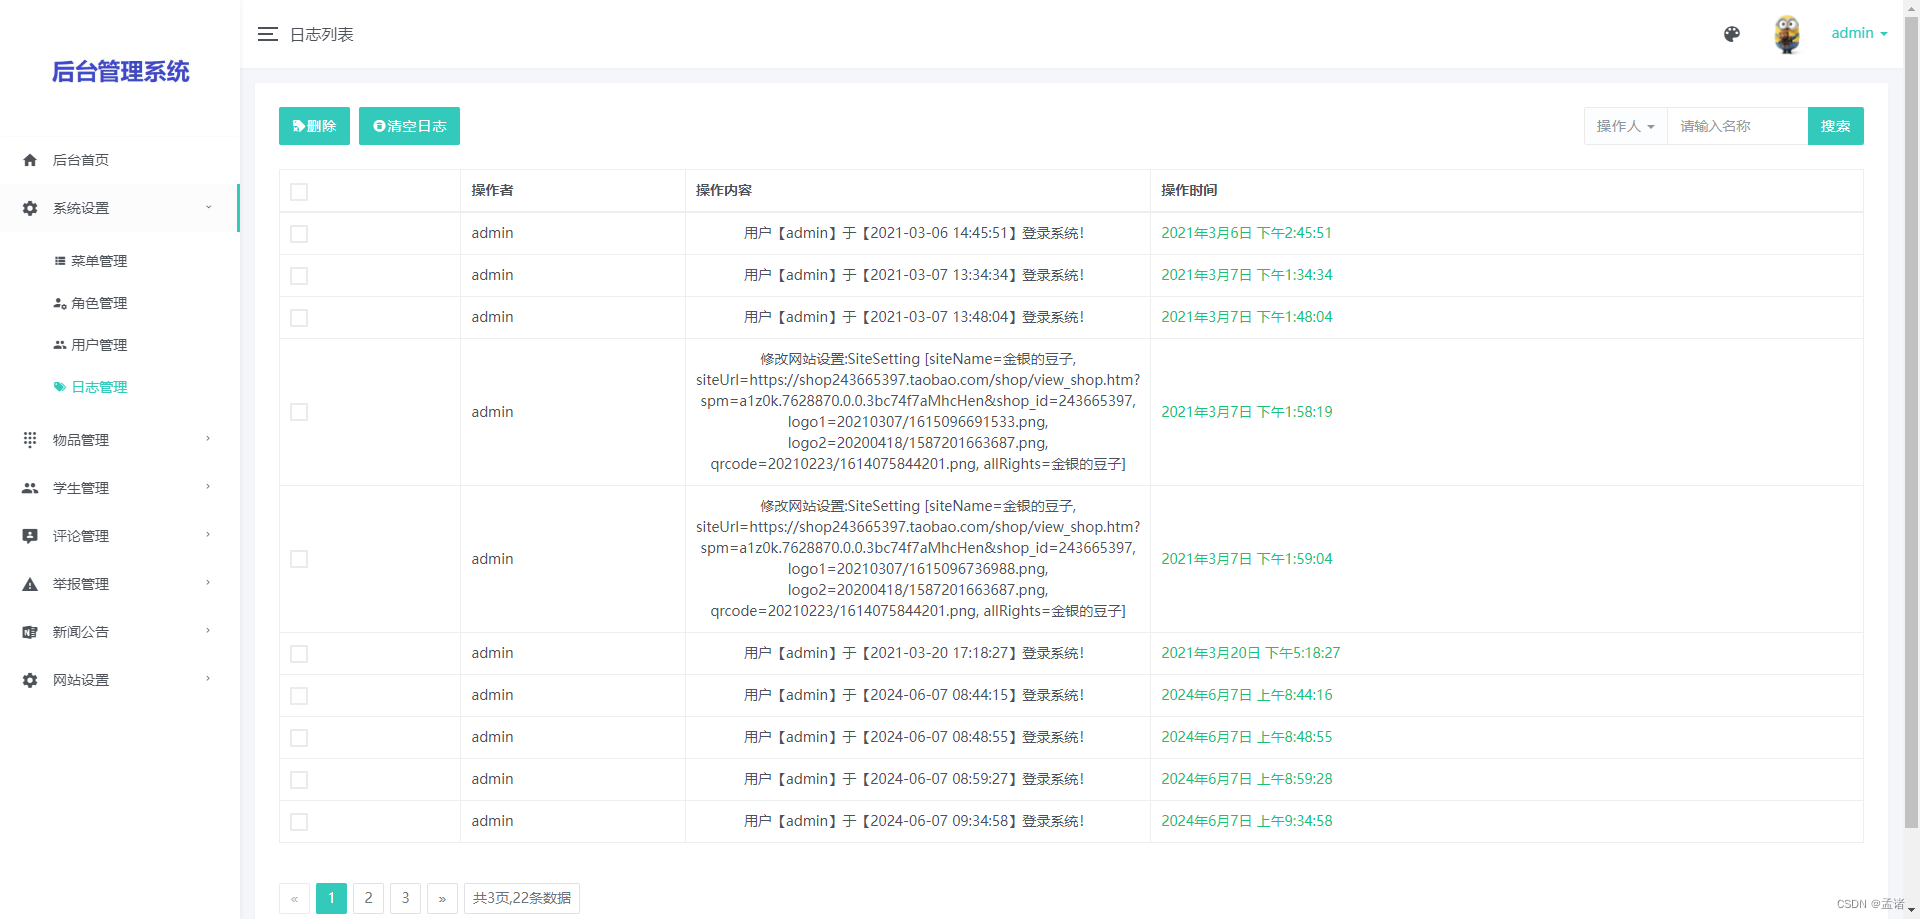 后台管理系统
后台首页
系统设置
菜单管理
角色管理
用户管理
日志管理
物品管理
学生管理
评论管理
举报管理
新闻公告
网站设置
日志列表
admin
删除 清空日志 操作人 请输入名称 搜索
操作者 操作内容 操作时间
admin 用户【admin】于【2021-03-06 14:45:51】登录系统! 2021年3月6日 下午2:45:51
admin 用户【admin】于【2021-03-07 13:34:34】登录系统! 2021年3月7日 下午1:34:34
admin 用户【admin】于【2021-03-07 13:48:04】登录系统! 2021年3月7日 下午1:48:04
修改网站设置:SiteSetting [siteName=金银的豆子,
siteUrl=https://shop243665397.taobao.com/shop/view_shop.htm?
spm=a1z0k.7628870.0.0.3bc74f7aMhcHen&shop_id=243665397,
admin logo1=20210307/1615096691533.png, 2021年3月7日 下午1:58:19
logo2=20200418/1587201663687.png,
qrcode=20210223/1614075844201.png, allRights=金银的豆子]
修改网站设置:SiteSetting [siteName=金银的豆子,
siteUrl=https://shop243665397.taobao.com/shop/view_shop.htm?
spm=a1z0k.7628870.0.0.3bc74f7aMhcHen&shop_id=243665397,
admin logo1=20210307/1615096736988.png, 2021年3月7日 下午1:59:04
logo2=20200418/1587201663687.png,
qrcode=20210223/1614075844201.png, allRights=金银的豆子]
admin 用户【admin】于【2021-03-20 17:18:27】登录系统! 2021年3月20日 下午5:18:27
admin 用户【admin】于【2024-06-07 08:44:15】登录系统! 2024年6月7日 上午8:44:16
admin 用户【admin】于【2024-06-07 08:48:55】登录系统! 2024年6月7日 上午8:48:55
admin 用户【admin】于【2024-06-07 08:59:27】登录系统! 2024年6月7日 上午8:59:28
admin 用户【admin】于【2024-06-07 09:34:58】登录系统! 2024年6月7日 上午9:34:58
« 1 2 3 » 共3页,22条数据
CSDN @孟诸